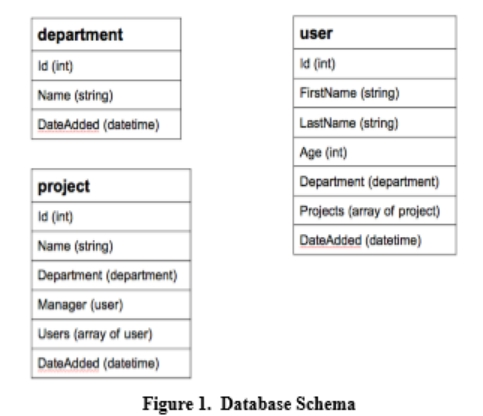 department
Id (int)
Name (string)
DateAdded (datetime)
user
Id (int)
FirstName (string)
LastName (string)
Age (int)
Department (department)
Projects (array of project)
DateAdded (datetime)
project
Id (int)
Name (string)
Department (department)
Manager (user)
Users (array of user)
DateAdded (datetime)
Figure 1. Database Schema